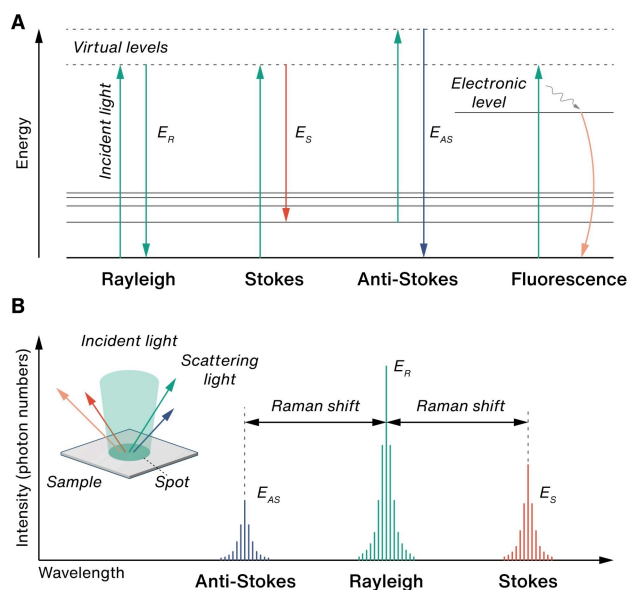 A
Energy
Virtual levels
Incident light
E_R
E_S
E_AS
Electronic
level
Rayleigh
Stokes
Anti-Stokes
Fluorescence
B
Intensity (photon numbers)
Incident light
Scattering
light
Sample
Spot
E_R
Raman shift
Raman shift
E_AS
E_S
Wavelength
Anti-Stokes
Rayleigh
Stokes